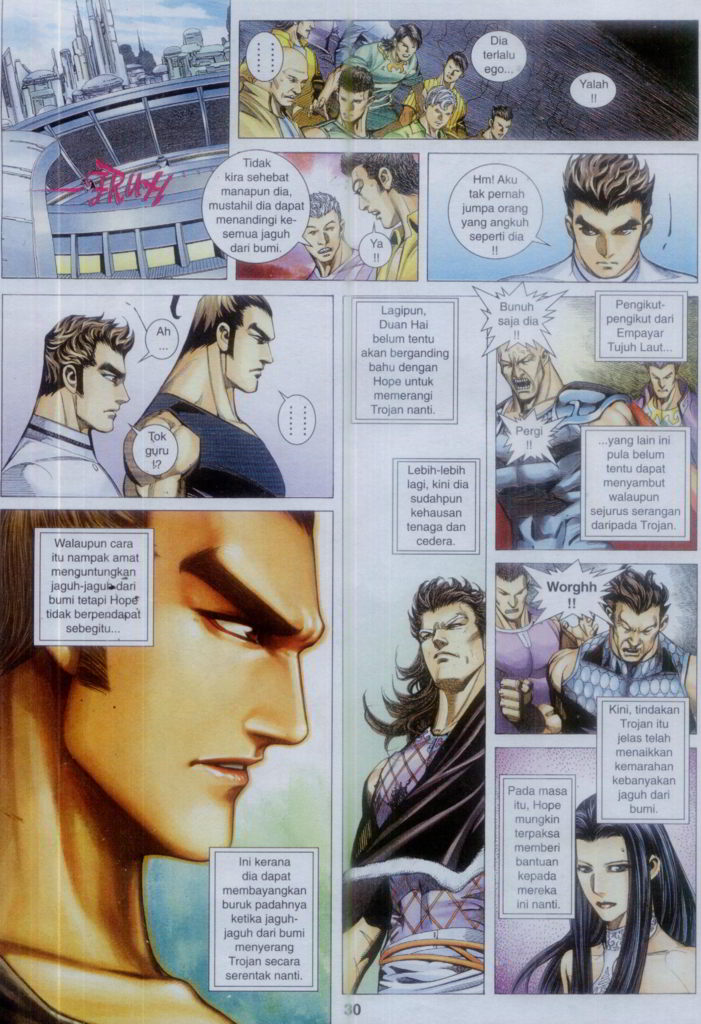 Dia
terlalu
ego...
Yalah
!!
Tidak
kira sehebat
manapun dia,
mustahil dia dapat
menandingi ke-
semua jaguh
dari bumi.
Ya
!!
Hm! Aku
tak pernah
jumpa orang
yang angkuh
seperti dia
!!
Ah
...
Tok
guru
!?
Walaupun cara
itu nampak amat
menguntungkan
jaguh-jaguh dari
bumi tetapi Hope
tidak berpendapat
sebegitu...
Ini kerana
dia dapat
membayangkan
buruk padahnya
ketika jaguh-
jaguh dari bumi
menyerang
Trojan secara
serentak nanti.
Lagipun,
Duan Hai
belum tentu
akan berganding
bahu dengan
Hope untuk
memerangi
Trojan nanti.
Lebih-lebih
lagi, kini dia
sudahpun
kehausan
tenaga dan
cedera.
Bunuh
saja dia
!!
Pergi
!!
Pengikut-
pengikut dari
Empayar
Tujuh Laut...
...yang lain ini
pula belum
tentu dapat
menyambut
walaupun
sejurus serangan
daripada Trojan.
Worghh
!!
Kini, tindakan
Trojan itu
jelas telah
menaikkan
kemarahan
kebanyakan
jaguh dari
bumi.
Pada masa
itu, Hope
mungkin
terpaksa
memberi
bantuan
kepada
mereka
ini nanti.
30